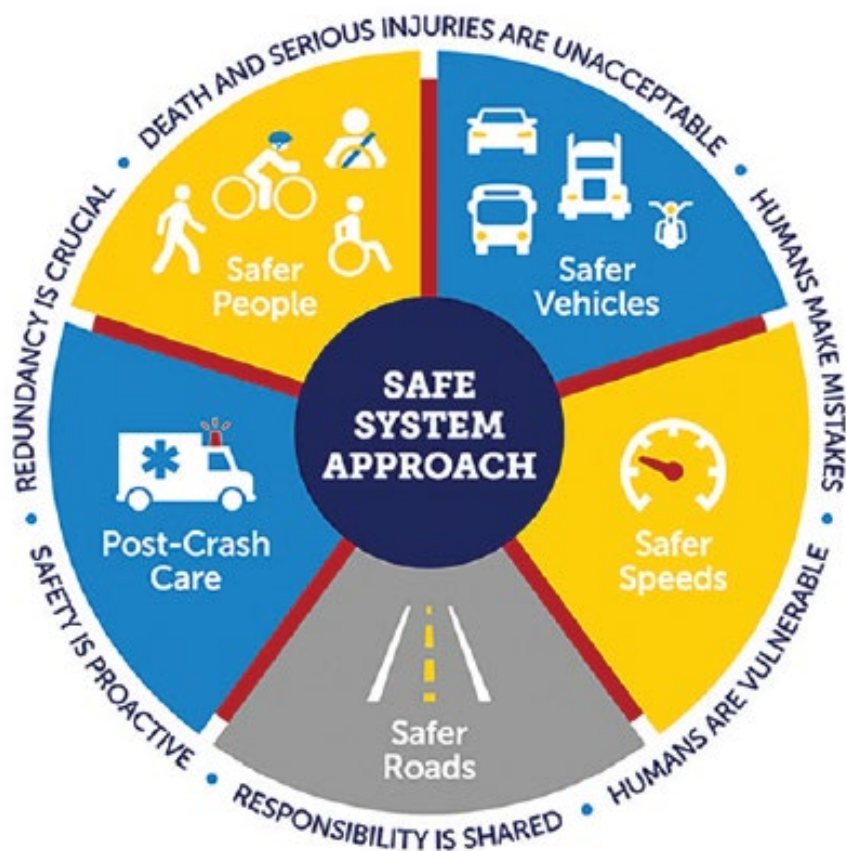 DEATH AND SERIOUS INJURIES ARE UNACCEPTABLE
HUMANS MAKE MISTAKES
HUMANS ARE VULNERABLE
RESPONSIBILITY IS SHARED
SAFETY IS PROACTIVE
REDUNDANCY IS CRUCIAL
Safer
People
Safer
Vehicles
SAFE
SYSTEM
APPROACH
Post-Crash
Care
Safer
Speeds
Safer
Roads